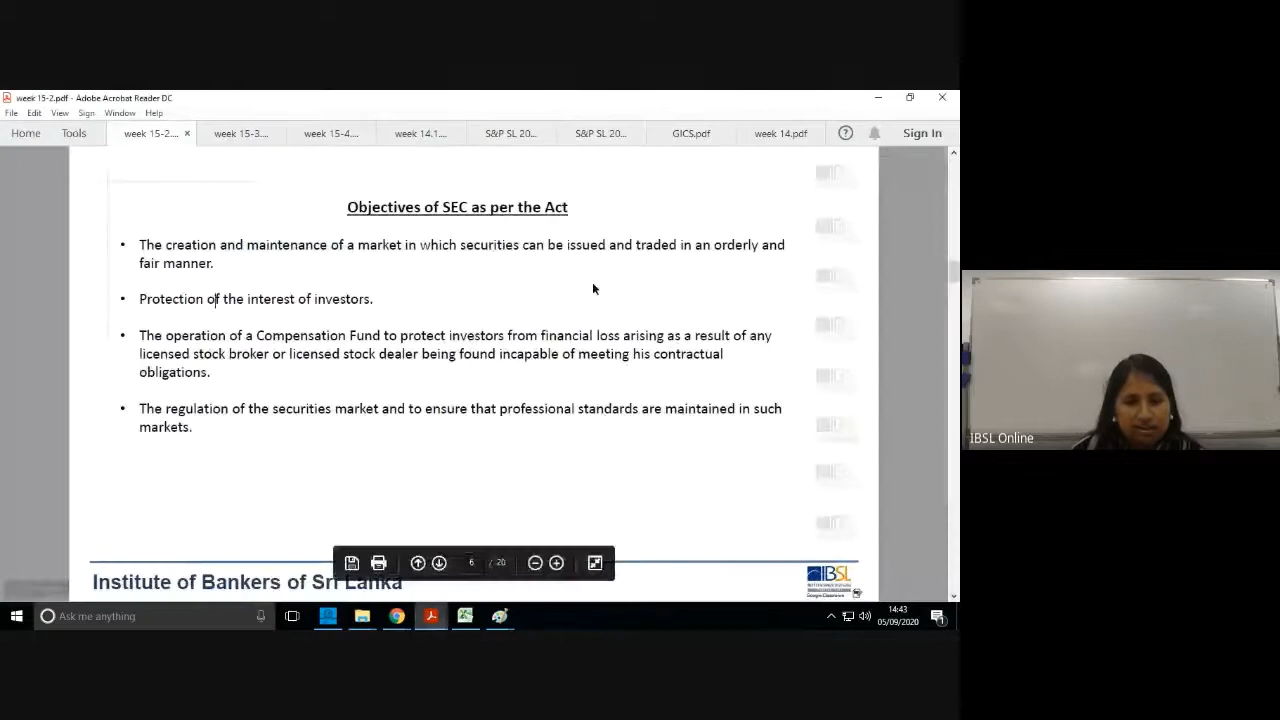 week 15-2.pdf - Adobe Acrobat Reader DC
File Edit View Sign Window Help
Home Tools week 15-2.... × week 15-3.... week 15-4.... week 14.1.... S&P SL 20... S&P SL 20... GICS.pdf week 14.pdf Sign In
Objectives of SEC as per the Act
• The creation and maintenance of a market in which securities can be issued and traded in an orderly and
fair manner.
• Protection of the interest of investors.
• The operation of a Compensation Fund to protect investors from financial loss arising as a result of any
licensed stock broker or licensed stock dealer being found incapable of meeting his contractual
obligations.
• The regulation of the securities market and to ensure that professional standards are maintained in such
markets.
6 / 20
Institute of Bankers of Sri Lanka
IBSL
IBSL Online
Ask me anything
14:43
05/09/2020
1